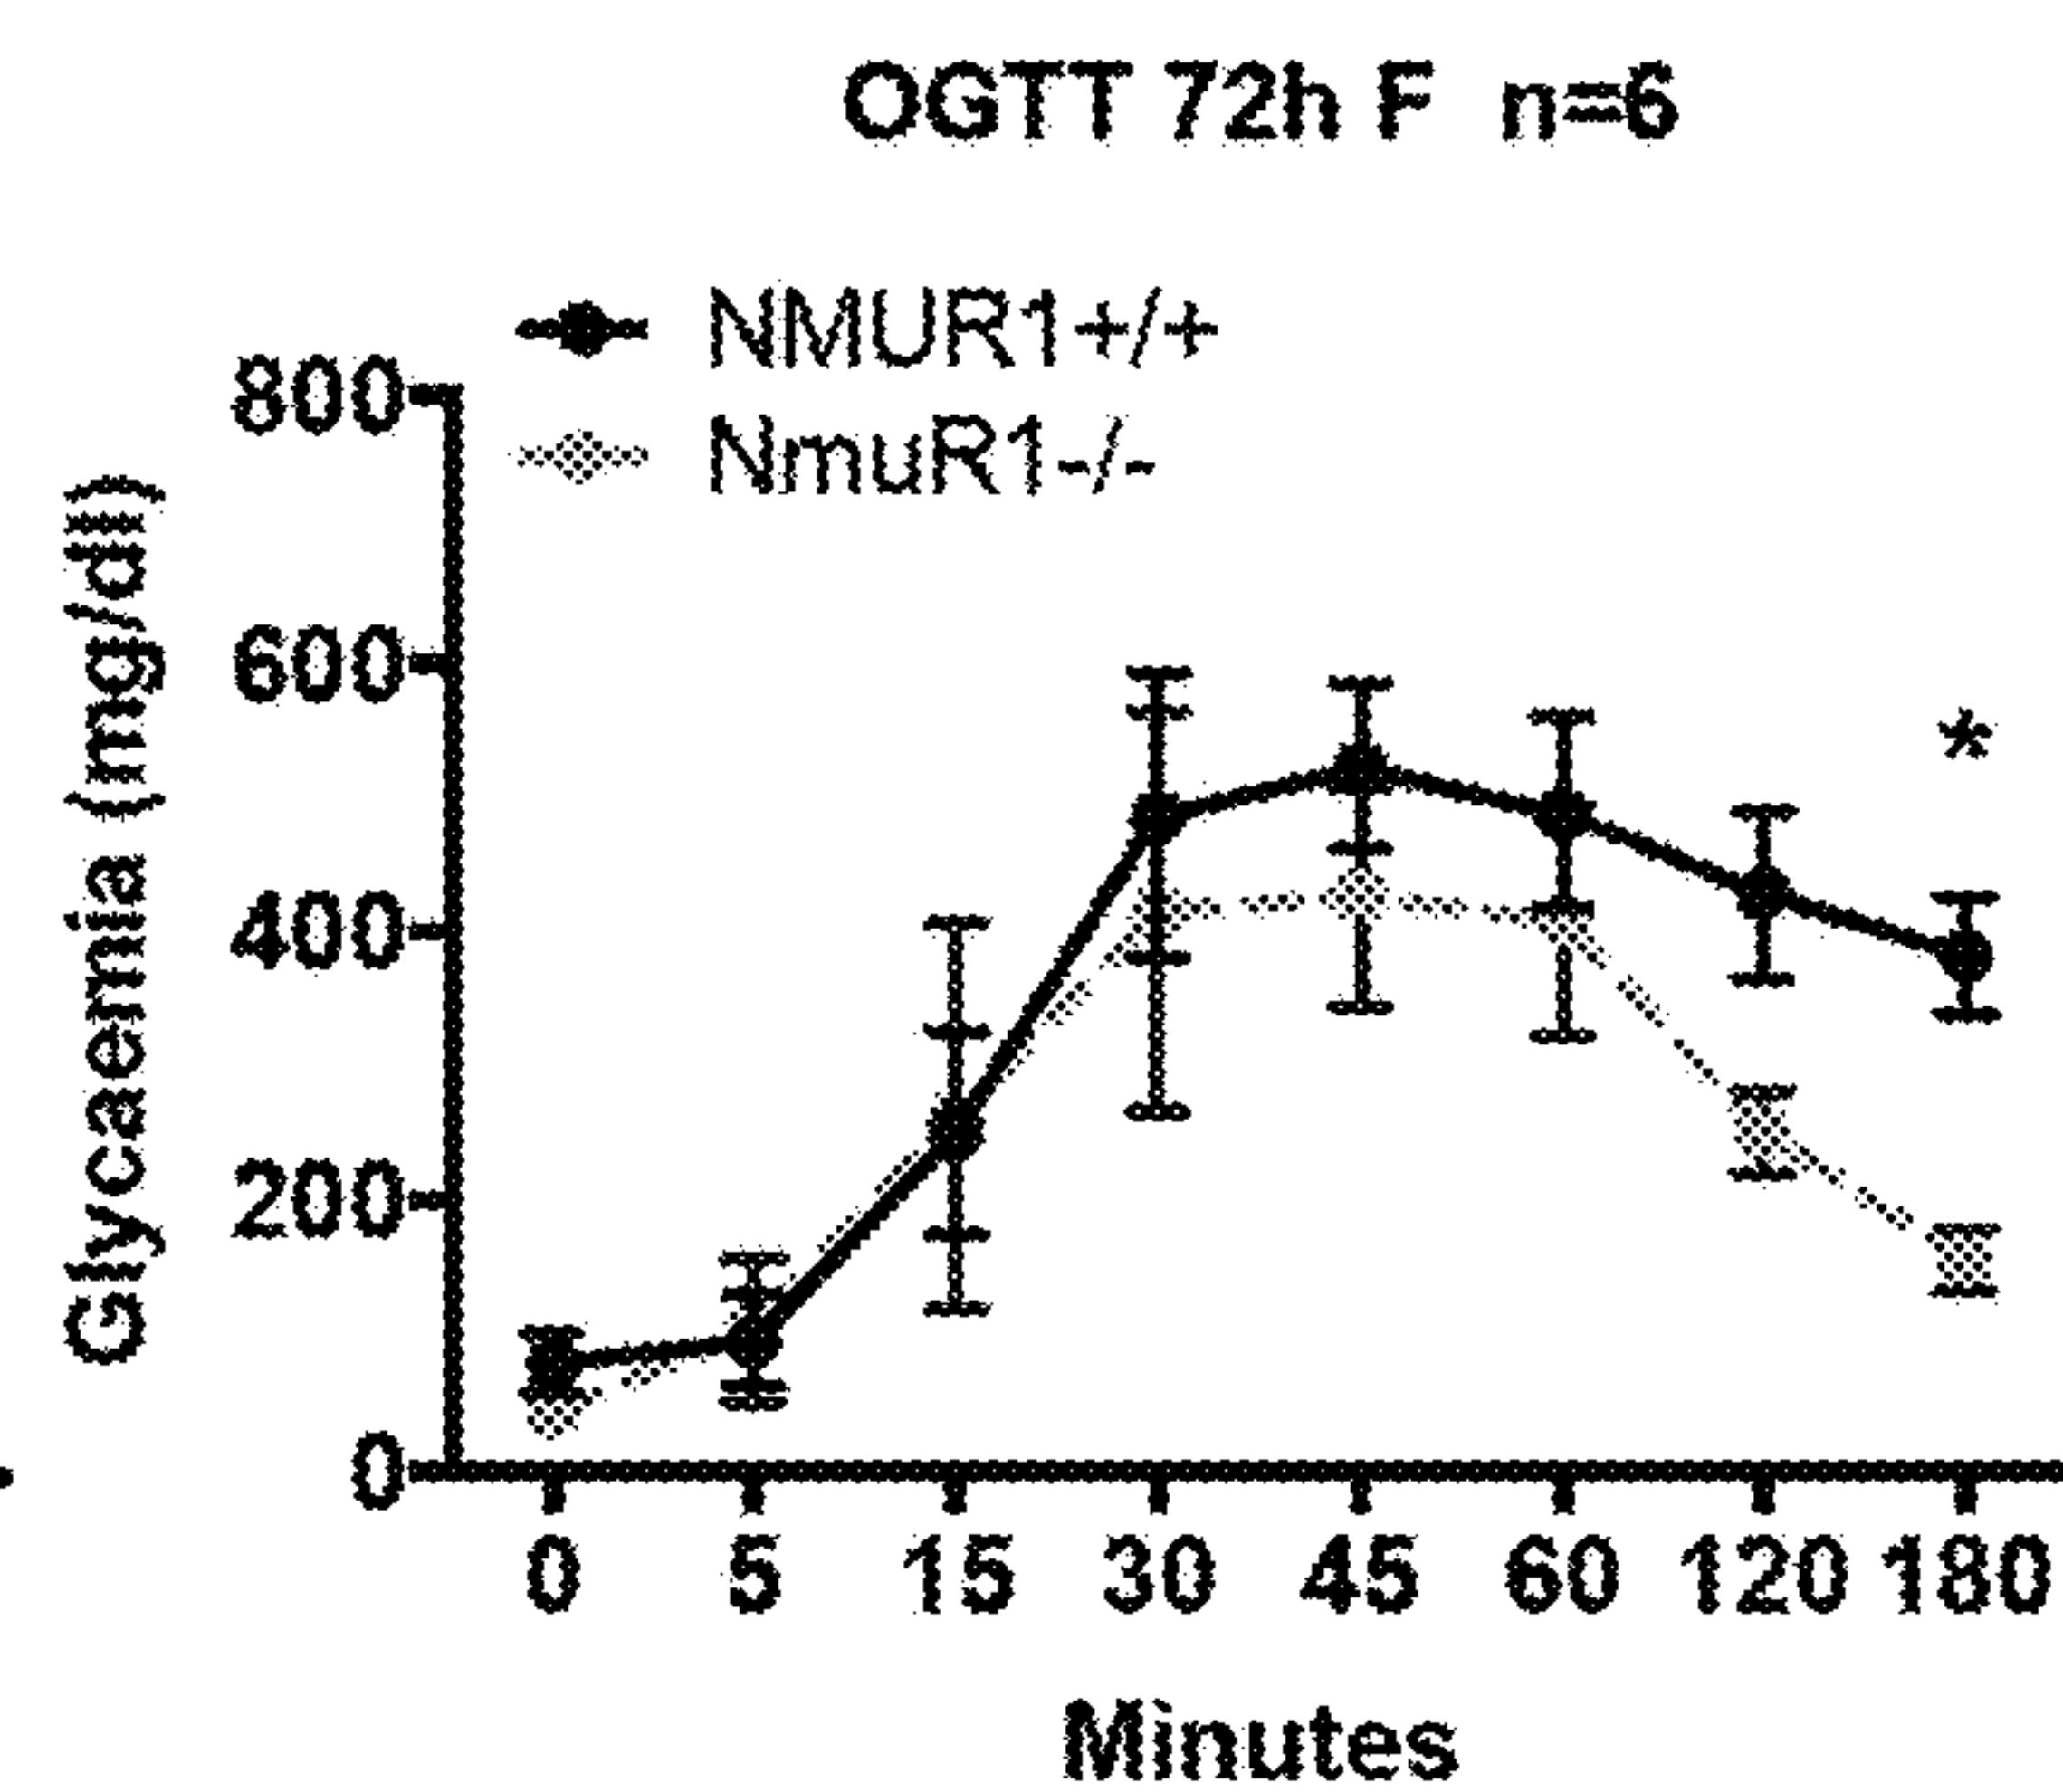 OGTT 72h F n=6
NMUR1+/+
NmuR1-/-
Glycaemia (mg/dl)
800
600
400
200
0
*
0 5 15 30 45 60 120 180
Minutes